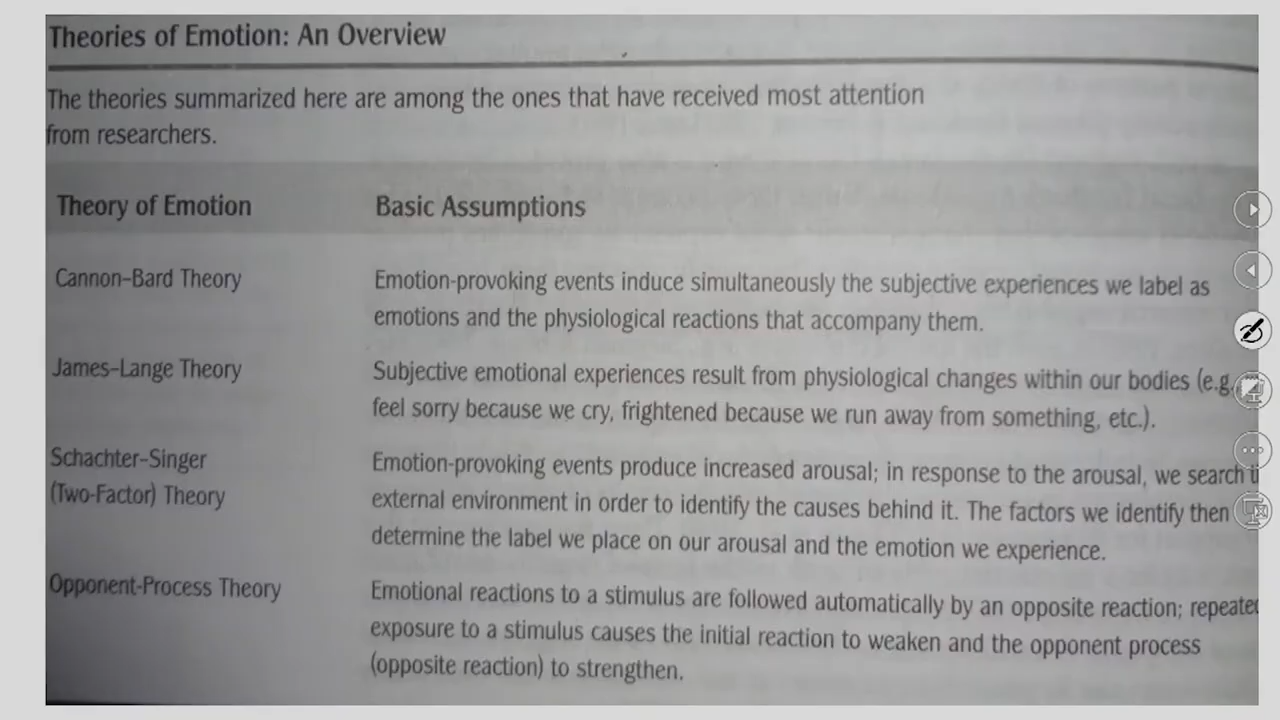 Theories of Emotion: An Overview
The theories summarized here are among the ones that have received most attention
from researchers.
Theory of Emotion
Basic Assumptions
Cannon–Bard Theory
Emotion-provoking events induce simultaneously the subjective experiences we label as
emotions and the physiological reactions that accompany them.
James–Lange Theory
Subjective emotional experiences result from physiological changes within our bodies (e.g.,
feel sorry because we cry, frightened because we run away from something, etc.).
Schachter–Singer
(Two-Factor) Theory
Emotion-provoking events produce increased arousal; in response to the arousal, we search
external environment in order to identify the causes behind it. The factors we identify then
determine the label we place on our arousal and the emotion we experience.
Opponent-Process Theory
Emotional reactions to a stimulus are followed automatically by an opposite reaction; repeated
exposure to a stimulus causes the initial reaction to weaken and the opponent process
(opposite reaction) to strengthen.